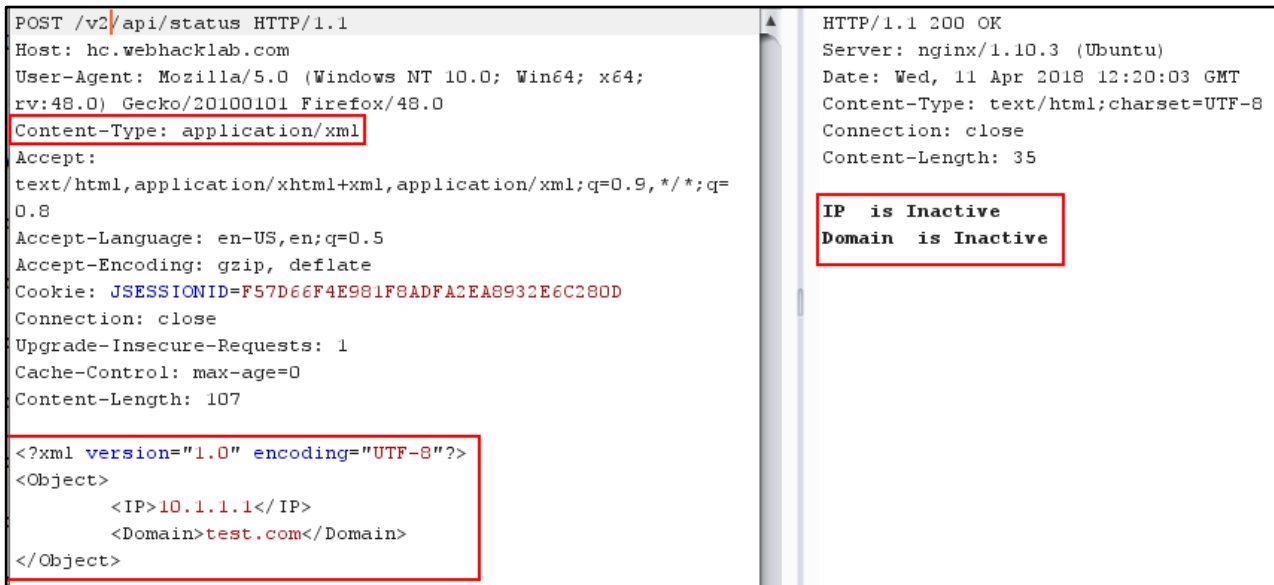 POST /v2/api/status HTTP/1.1
Host: hc.webhacklab.com
User-Agent: Mozilla/5.0 (Windows NT 10.0; Win64; x64;
rv:48.0) Gecko/20100101 Firefox/48.0
Content-Type: application/xml
Accept:
text/html,application/xhtml+xml,application/xml;q=0.9,*/*;q=
0.8
Accept-Language: en-US,en;q=0.5
Accept-Encoding: gzip, deflate
Cookie: JSESSIONID=F57D66F4E981F8ADFA2EA8932E6C280D
Connection: close
Upgrade-Insecure-Requests: 1
Cache-Control: max-age=0
Content-Length: 107
<?xml version="1.0" encoding="UTF-8"?>
<Object>
<IP>10.1.1.1</IP>
<Domain>test.com</Domain>
</Object>
HTTP/1.1 200 OK
Server: nginx/1.10.3 (Ubuntu)
Date: Wed, 11 Apr 2018 12:20:03 GMT
Content-Type: text/html;charset=UTF-8
Connection: close
Content-Length: 35
IP  is Inactive
Domain  is Inactive